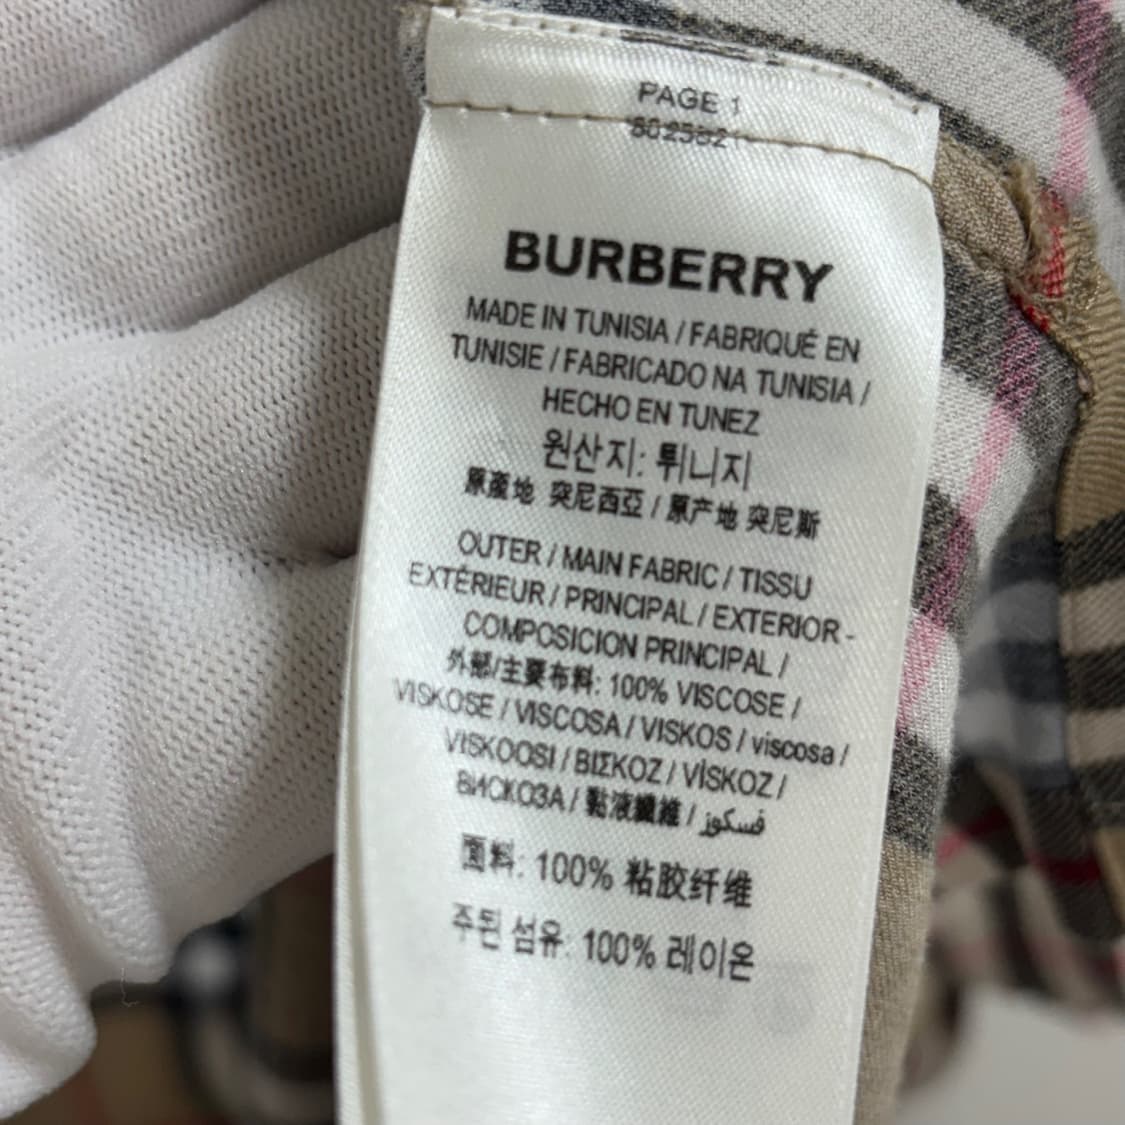 PAGE 1
8025821
BURBERRY
MADE IN TUNISIA / FABRIQUÉ EN
TUNISIE / FABRICADO NA TUNISIA /
HECHO EN TUNEZ
원산지: 튀니지
原產地 突尼西亞 / 原产地 突尼斯
OUTER / MAIN FABRIC / TISSU
EXTÉRIEUR / PRINCIPAL / EXTERIOR -
COMPOSICION PRINCIPAL /
外部/主要布料: 100% VISCOSE /
VISKOSE / VISCOSA / VISKOS / viscosa /
VISKOOSI / ΒΙΣΚΟΖ / VİSKOZ /
ВИСКОЗА / 黏液纖維 / فسكوز
面料: 100% 粘胶纤维
주된 섬유: 100% 레이온